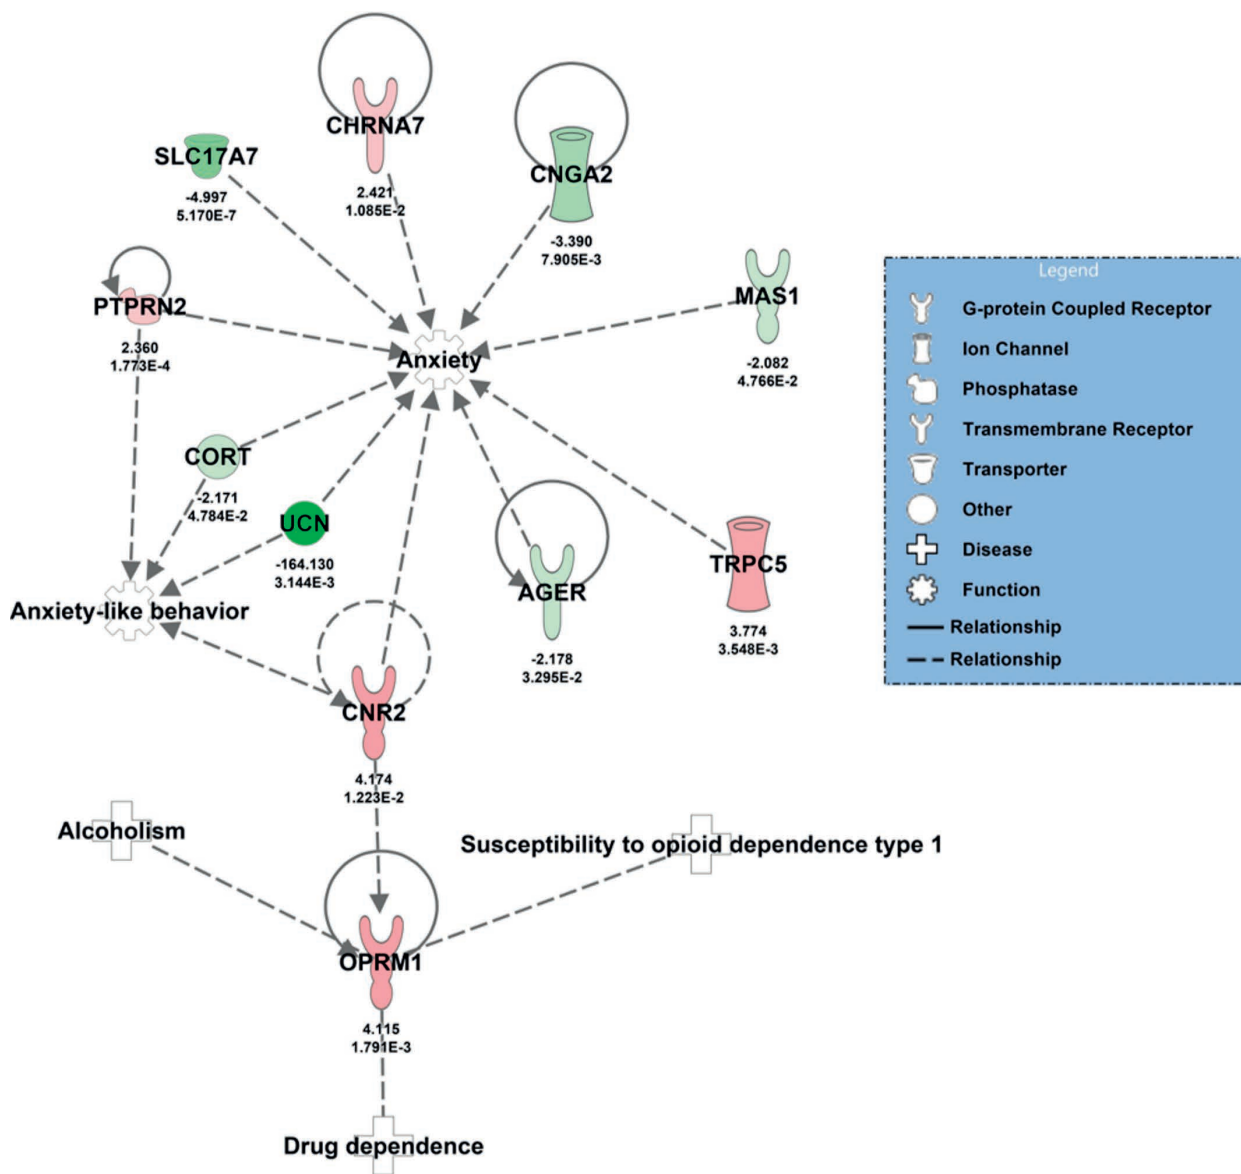 CHRNA7
2.421
1.085E-2
SLC17A7
-4.997
5.170E-7
CNGA2
-3.390
7.905E-3
PTPRN2
2.360
1.773E-4
MAS1
-2.082
4.766E-2
Anxiety
CORT
-2.171
4.784E-2
UCN
-164.130
3.144E-3
AGER
-2.178
3.295E-2
TRPC5
3.774
3.548E-3
Anxiety-like behavior
CNR2
4.174
1.223E-2
Alcoholism
Susceptibility to opioid dependence type 1
OPRM1
4.115
1.791E-3
Drug dependence
Legend
G-protein Coupled Receptor
Ion Channel
Phosphatase
Transmembrane Receptor
Transporter
Other
Disease
Function
Relationship
Relationship